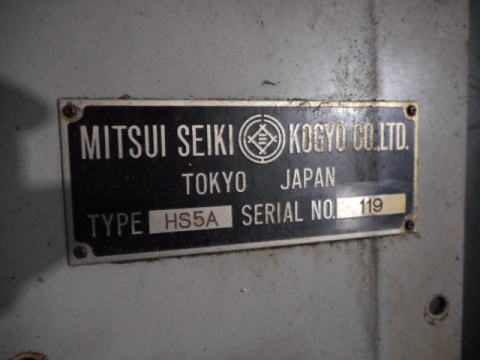 MITSUI SEIKI KOGYO CO.LTD.
TOKYO JAPAN
TYPE HS5A SERIAL NO. 119